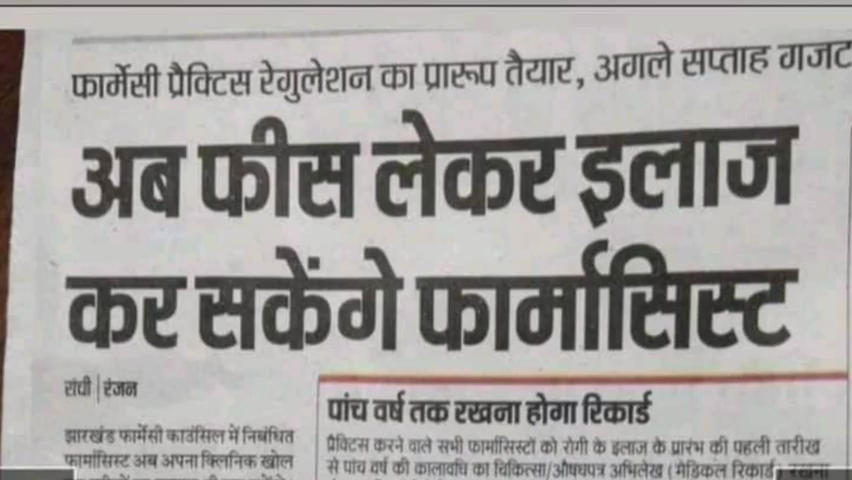 फार्मेसी प्रैक्टिस रेगुलेशन का प्रारूप तैयार, अगले सप्ताह गजट
अब फीस लेकर इलाज
कर सकेंगे फार्मासिस्ट
रांची | रंजन
झारखंड फार्मेसी काउंसिल में निबंधित
फार्मासिस्ट अब अपना क्लिनिक खोल
पांच वर्ष तक रखना होगा रिकार्ड
प्रैक्टिस करने वाले सभी फार्मासिस्टों को रोगी के इलाज के प्रारंभ की पहली तारीख
से पांच वर्ष की कालावधि का चिकित्सा/औषधपत्र अभिलेख (मेडिकल रिकार्ड) रखना